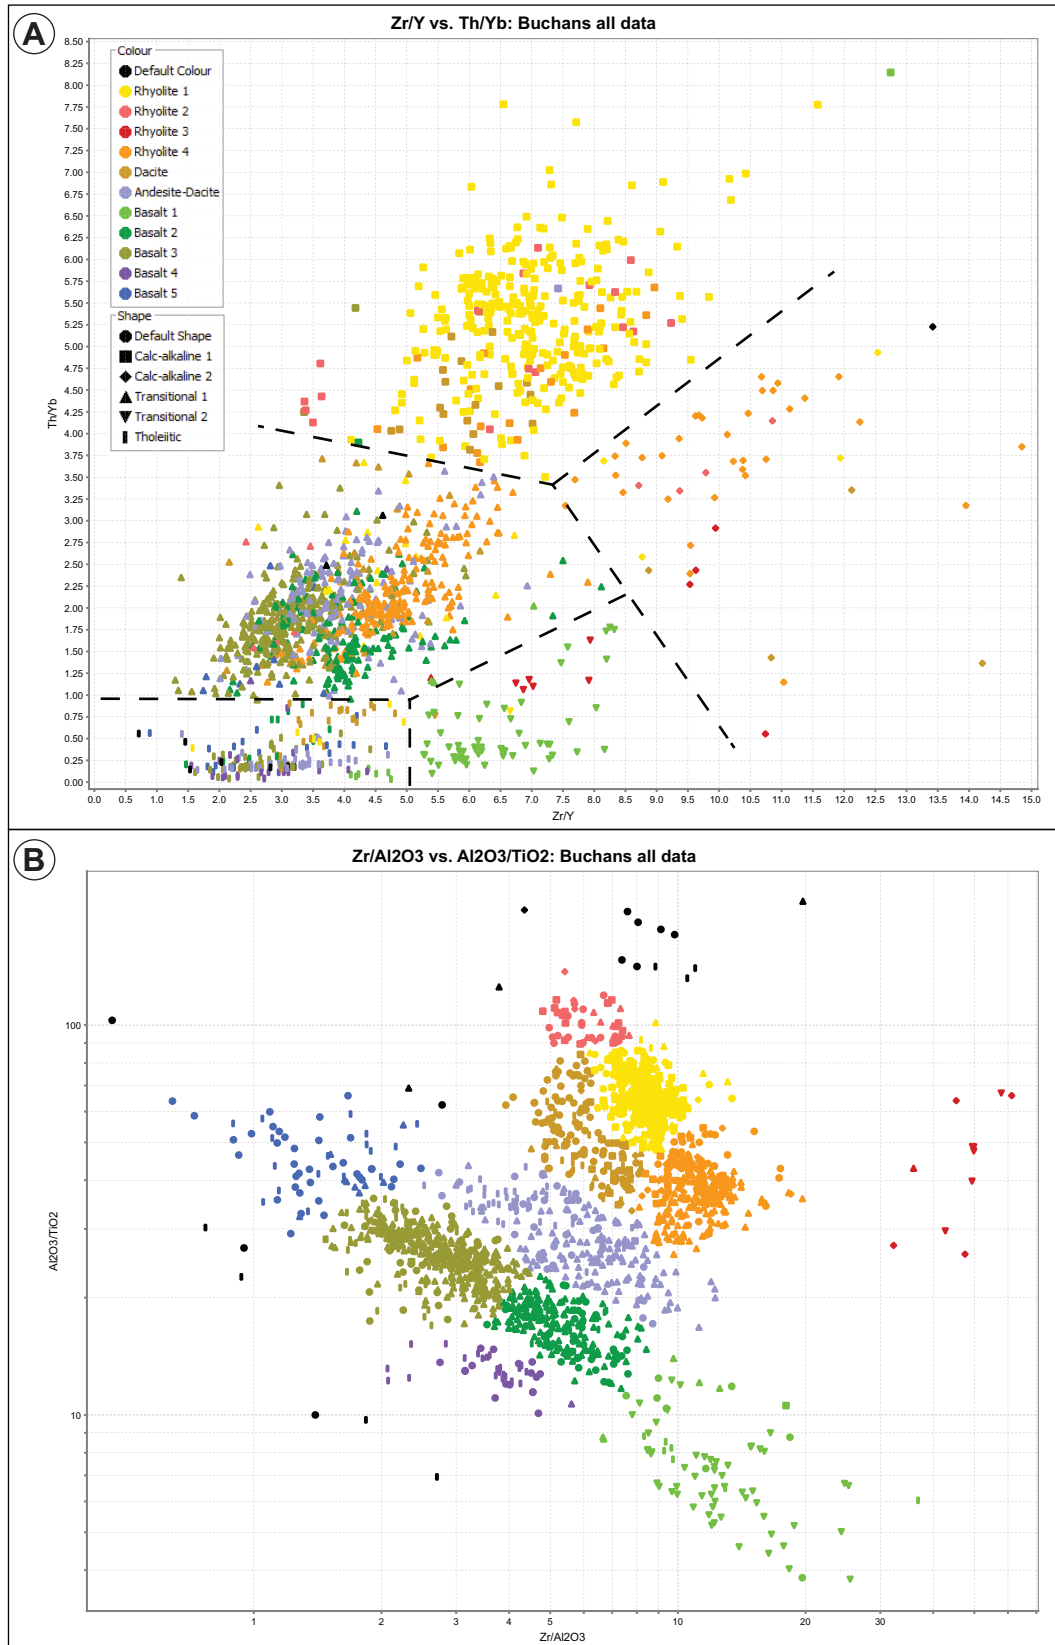 A
Zr/Y vs. Th/Yb: Buchans all data
Colour
Default Colour
Rhyolite 1
Rhyolite 2
Rhyolite 3
Rhyolite 4
Dacite
Andesite-Dacite
Basalt 1
Basalt 2
Basalt 3
Basalt 4
Basalt 5
Shape
Default Shape
Calc-alkaline 1
Calc-alkaline 2
Transitional 1
Transitional 2
Tholeiitic
Th/Yb
8.50
8.25
8.00
7.75
7.50
7.25
7.00
6.75
6.50
6.25
6.00
5.75
5.50
5.25
5.00
4.75
4.50
4.25
4.00
3.75
3.50
3.25
3.00
2.75
2.50
2.25
2.00
1.75
1.50
1.25
1.00
0.75
0.50
0.25
0.00
0.0 0.5 1.0 1.5 2.0 2.5 3.0 3.5 4.0 4.5 5.0 5.5 6.0 6.5 7.0 7.5 8.0 8.5 9.0 9.5 10.0 10.5 11.0 11.5 12.0 12.5 13.0 13.5 14.0 14.5 15.0
Zr/Y
B
Zr/Al2O3 vs. Al2O3/TiO2: Buchans all data
Al2O3/TiO2
100
10
1 2 3 4 5 10 20 30
Zr/Al2O3